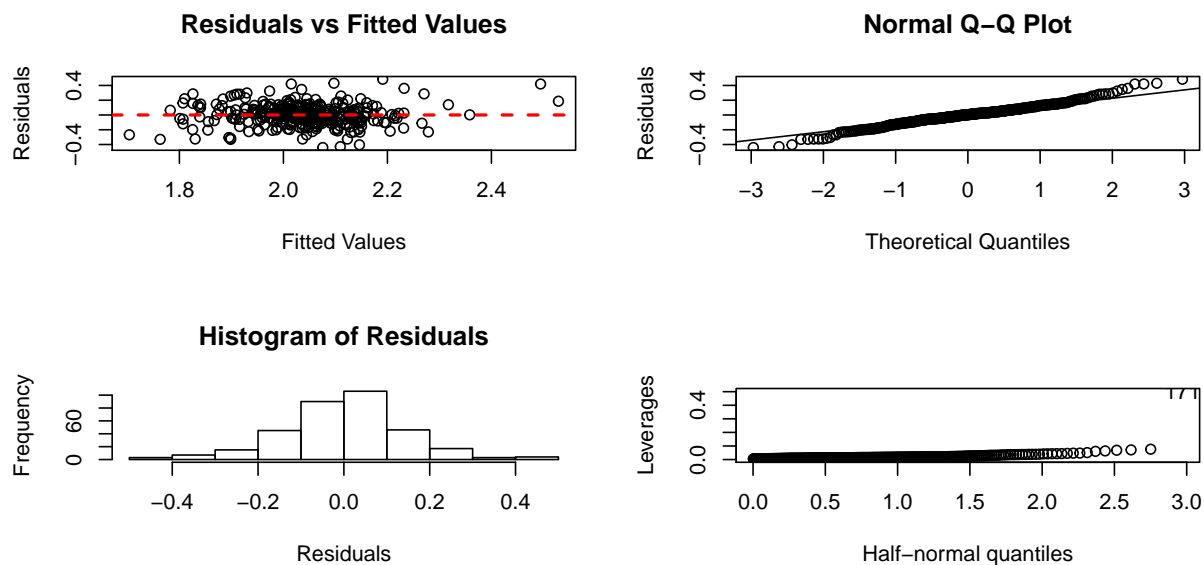 Residuals vs Fitted Values
Residuals
−0.4
0.4
1.8
2.0
2.2
2.4
Fitted Values
Normal Q−Q Plot
Residuals
−0.4
0.4
−3
−2
−1
0
1
2
3
Theoretical Quantiles
Histogram of Residuals
Frequency
0
60
−0.4
−0.2
0.0
0.2
0.4
Residuals
Leverages
0.0
0.4
0.0
0.5
1.0
1.5
2.0
2.5
3.0
Half−normal quantiles